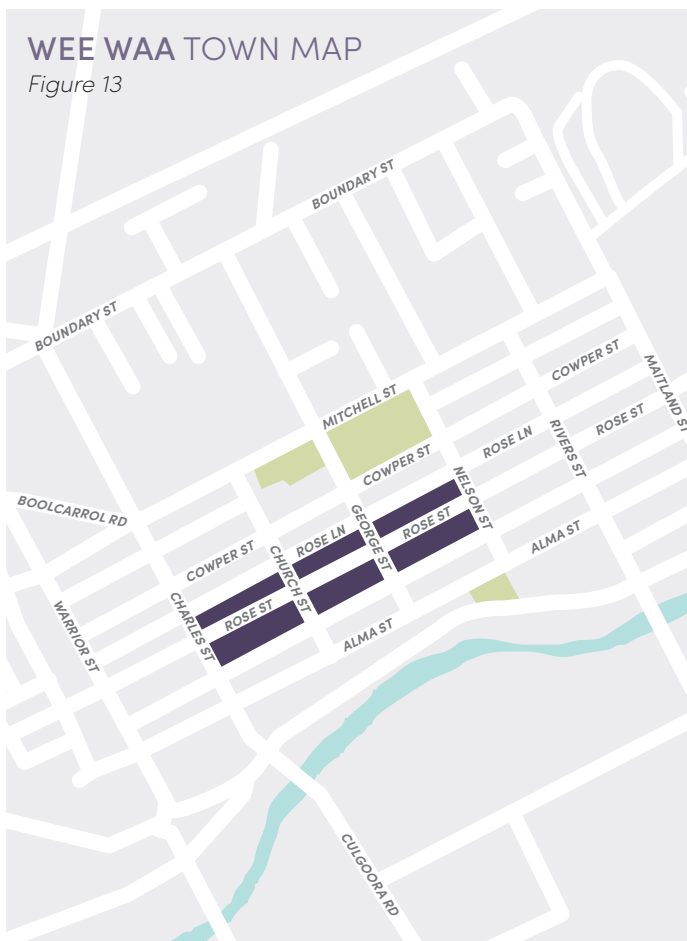 WEE WAA TOWN MAP
Figure 13
BOUNDARY ST
BOUNDARY ST
MITCHELL ST
COWPER ST
MAITLAND ST
ROSE ST
ROSE LN
RIVERS ST
COWPER ST
NELSON ST
BOOLCARROL RD
GEORGE ST
ROSE ST
ALMA ST
ROSE LN
COWPER ST
CHURCH ST
CHARLES ST
ROSE ST
WARRIOR ST
ALMA ST
CULGOORA RD